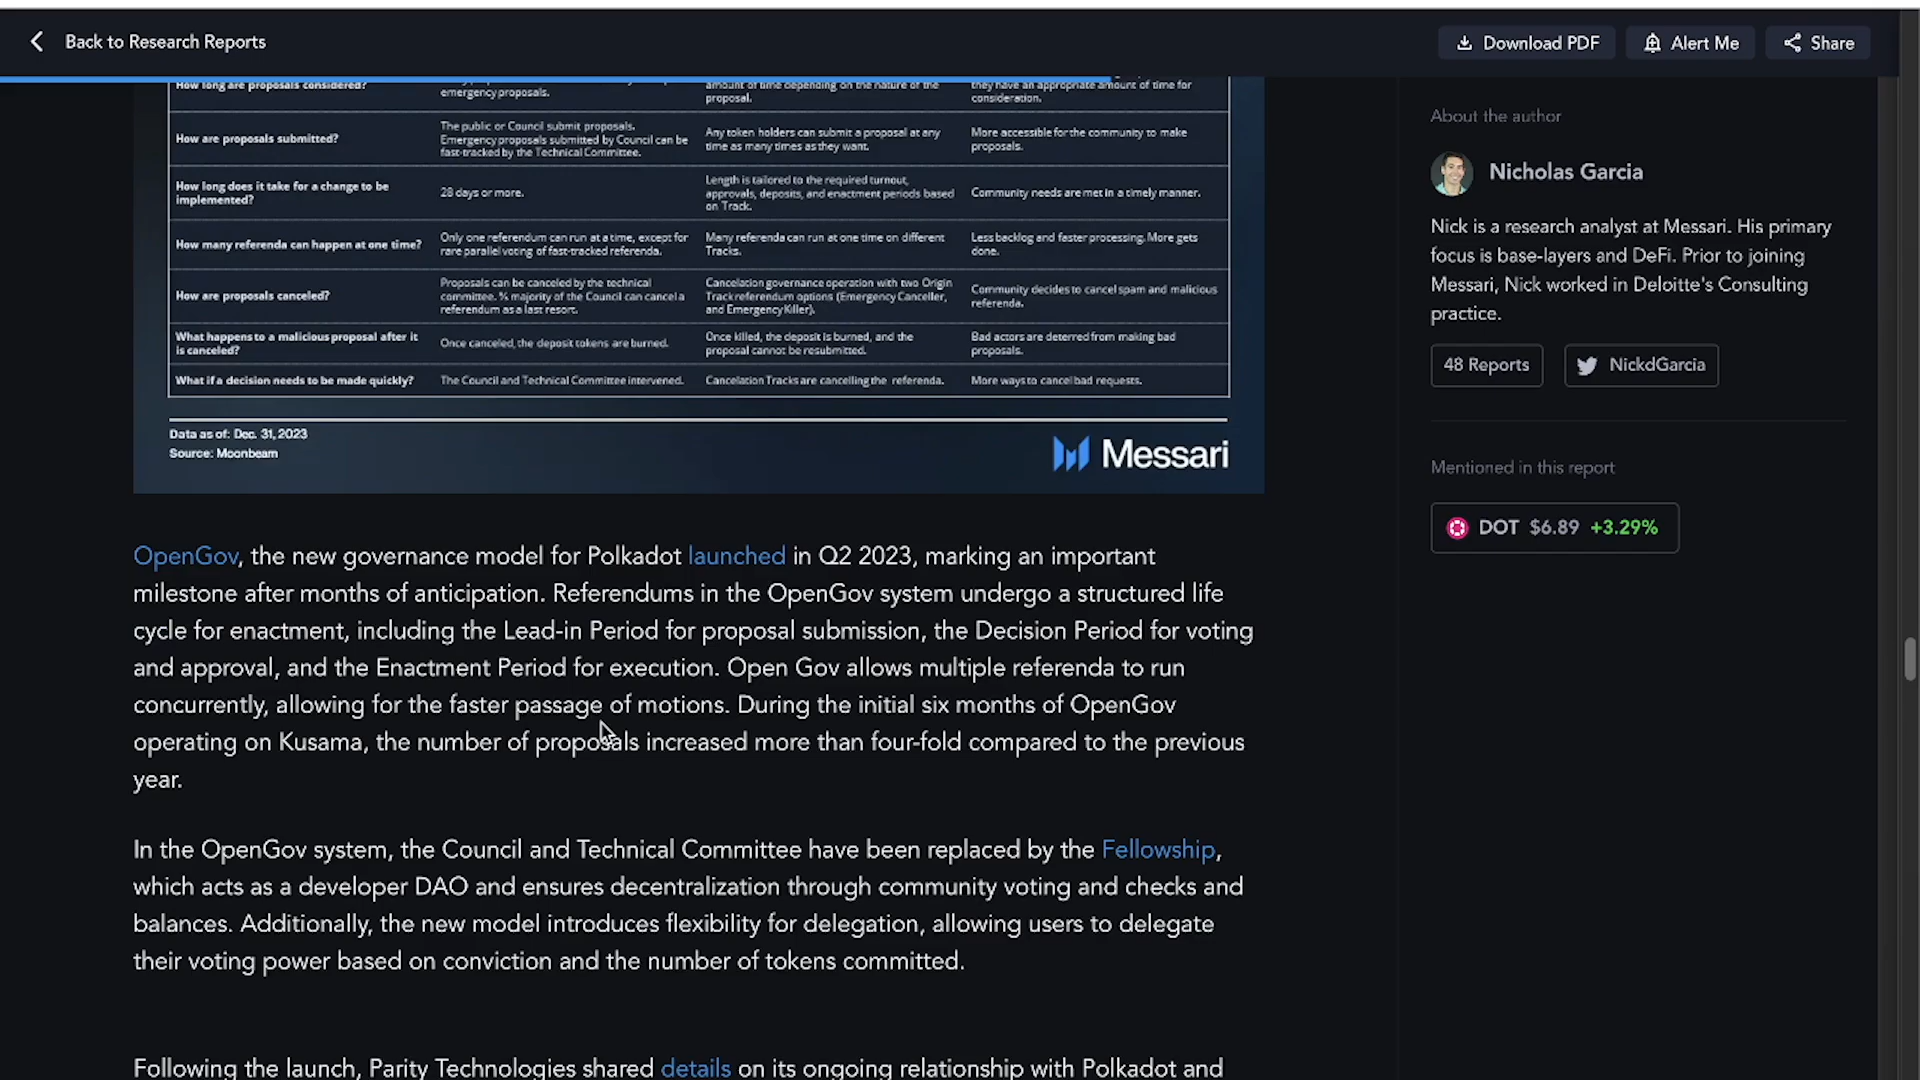 Back to Research Reports
Download PDF
Alert Me
Share
How long are proposals considered?
emergency proposals.
amount of time depending on the nature of the
proposal.
they have an appropriate amount of time for
consideration.
How are proposals submitted?
The public or Council submit proposals.
Emergency proposals submitted by Council can be
fast-tracked by the Technical Committee.
Any token holders can submit a proposal at any
time as many times as they want.
More accessible for the community to make
proposals.
How long does it take for a change to be
implemented?
28 days or more.
Length is tailored to the required turnout,
approvals, deposits, and enactment periods based
on Track.
Community needs are met in a timely manner.
How many referenda can happen at one time?
Only one referendum can run at a time, except for
rare parallel voting of fast-tracked referenda.
Many referenda can run at one time on different
Tracks.
Less backlog and faster processing. More gets
done.
How are proposals canceled?
Proposals can be canceled by the technical
committee. ⅔ majority of the Council can cancel a
referendum as a last resort.
Cancelation governance operation with two Origin
Track referendum options (Emergency Canceller,
and Emergency Killer).
Community decides to cancel spam and malicious
referenda.
What happens to a malicious proposal after it
is canceled?
Once canceled, the deposit tokens are burned.
Once killed, the deposit is burned, and the
proposal cannot be resubmitted.
Bad actors are deterred from making bad
proposals.
What if a decision needs to be made quickly?
The Council and Technical Committee intervened.
Cancelation Tracks are cancelling the referenda.
More ways to cancel bad requests.
Data as of: Dec. 31, 2023
Source: Moonbeam
Messari
OpenGov, the new governance model for Polkadot launched in Q2 2023, marking an important
milestone after months of anticipation. Referendums in the OpenGov system undergo a structured life
cycle for enactment, including the Lead-in Period for proposal submission, the Decision Period for voting
and approval, and the Enactment Period for execution. Open Gov allows multiple referenda to run
concurrently, allowing for the faster passage of motions. During the initial six months of OpenGov
operating on Kusama, the number of proposals increased more than four-fold compared to the previous
year.
In the OpenGov system, the Council and Technical Committee have been replaced by the Fellowship,
which acts as a developer DAO and ensures decentralization through community voting and checks and
balances. Additionally, the new model introduces flexibility for delegation, allowing users to delegate
their voting power based on conviction and the number of tokens committed.
Following the launch, Parity Technologies shared details on its ongoing relationship with Polkadot and
About the author
Nicholas Garcia
Nick is a research analyst at Messari. His primary
focus is base-layers and DeFi. Prior to joining
Messari, Nick worked in Deloitte's Consulting
practice.
48 Reports
NickdGarcia
Mentioned in this report
DOT $6.89 +3.29%